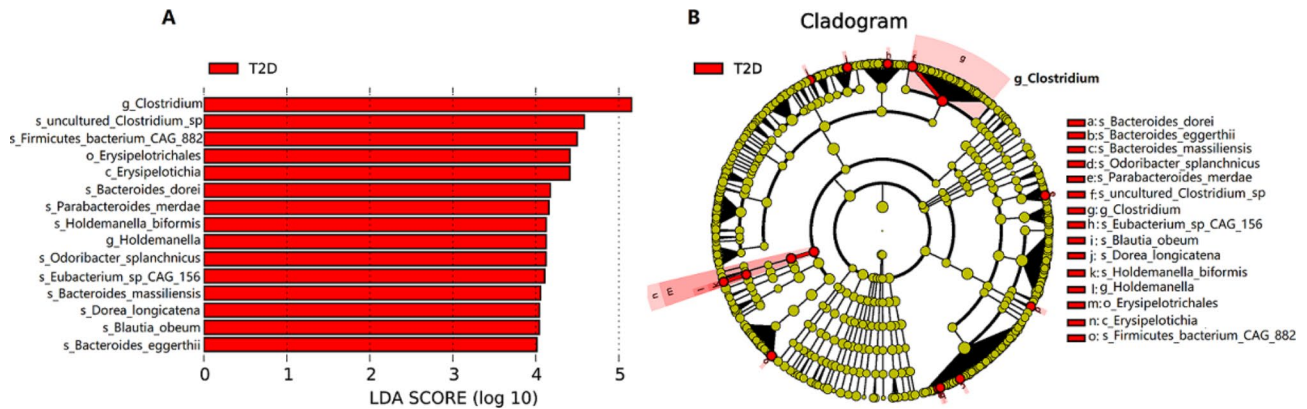 A
T2D
g_Clostridium
s_uncultured_Clostridium_sp
s_Firmicutes_bacterium_CAG_882
o_Erysipelotrichales
c_Erysipelotichia
s_Bacteroides_dorei
s_Parabacteroides_merdae
s_Holdemanella_biformis
g_Holdemanella
s_Odoribacter_splanchnicus
s_Eubacterium_sp_CAG_156
s_Bacteroides_massiliensis
s_Dorea_longicatena
s_Blautia_obeum
s_Bacteroides_eggerthii
0 1 2 3 4 5
LDA SCORE (log 10)
B
Cladogram
T2D
g
g_Clostridium
n
m
a:s_Bacteroides_dorei
b:s_Bacteroides_eggerthii
c:s_Bacteroides_massiliensis
d:s_Odoribacter_splanchnicus
e:s_Parabacteroides_merdae
f:s_uncultured_Clostridium_sp
g:g_Clostridium
h:s_Eubacterium_sp_CAG_156
i:s_Blautia_obeum
j:s_Dorea_longicatena
k:s_Holdemanella_biformis
l:g_Holdemanella
m:o_Erysipelotrichales
n:c_Erysipelotichia
o:s_Firmicutes_bacterium_CAG_882